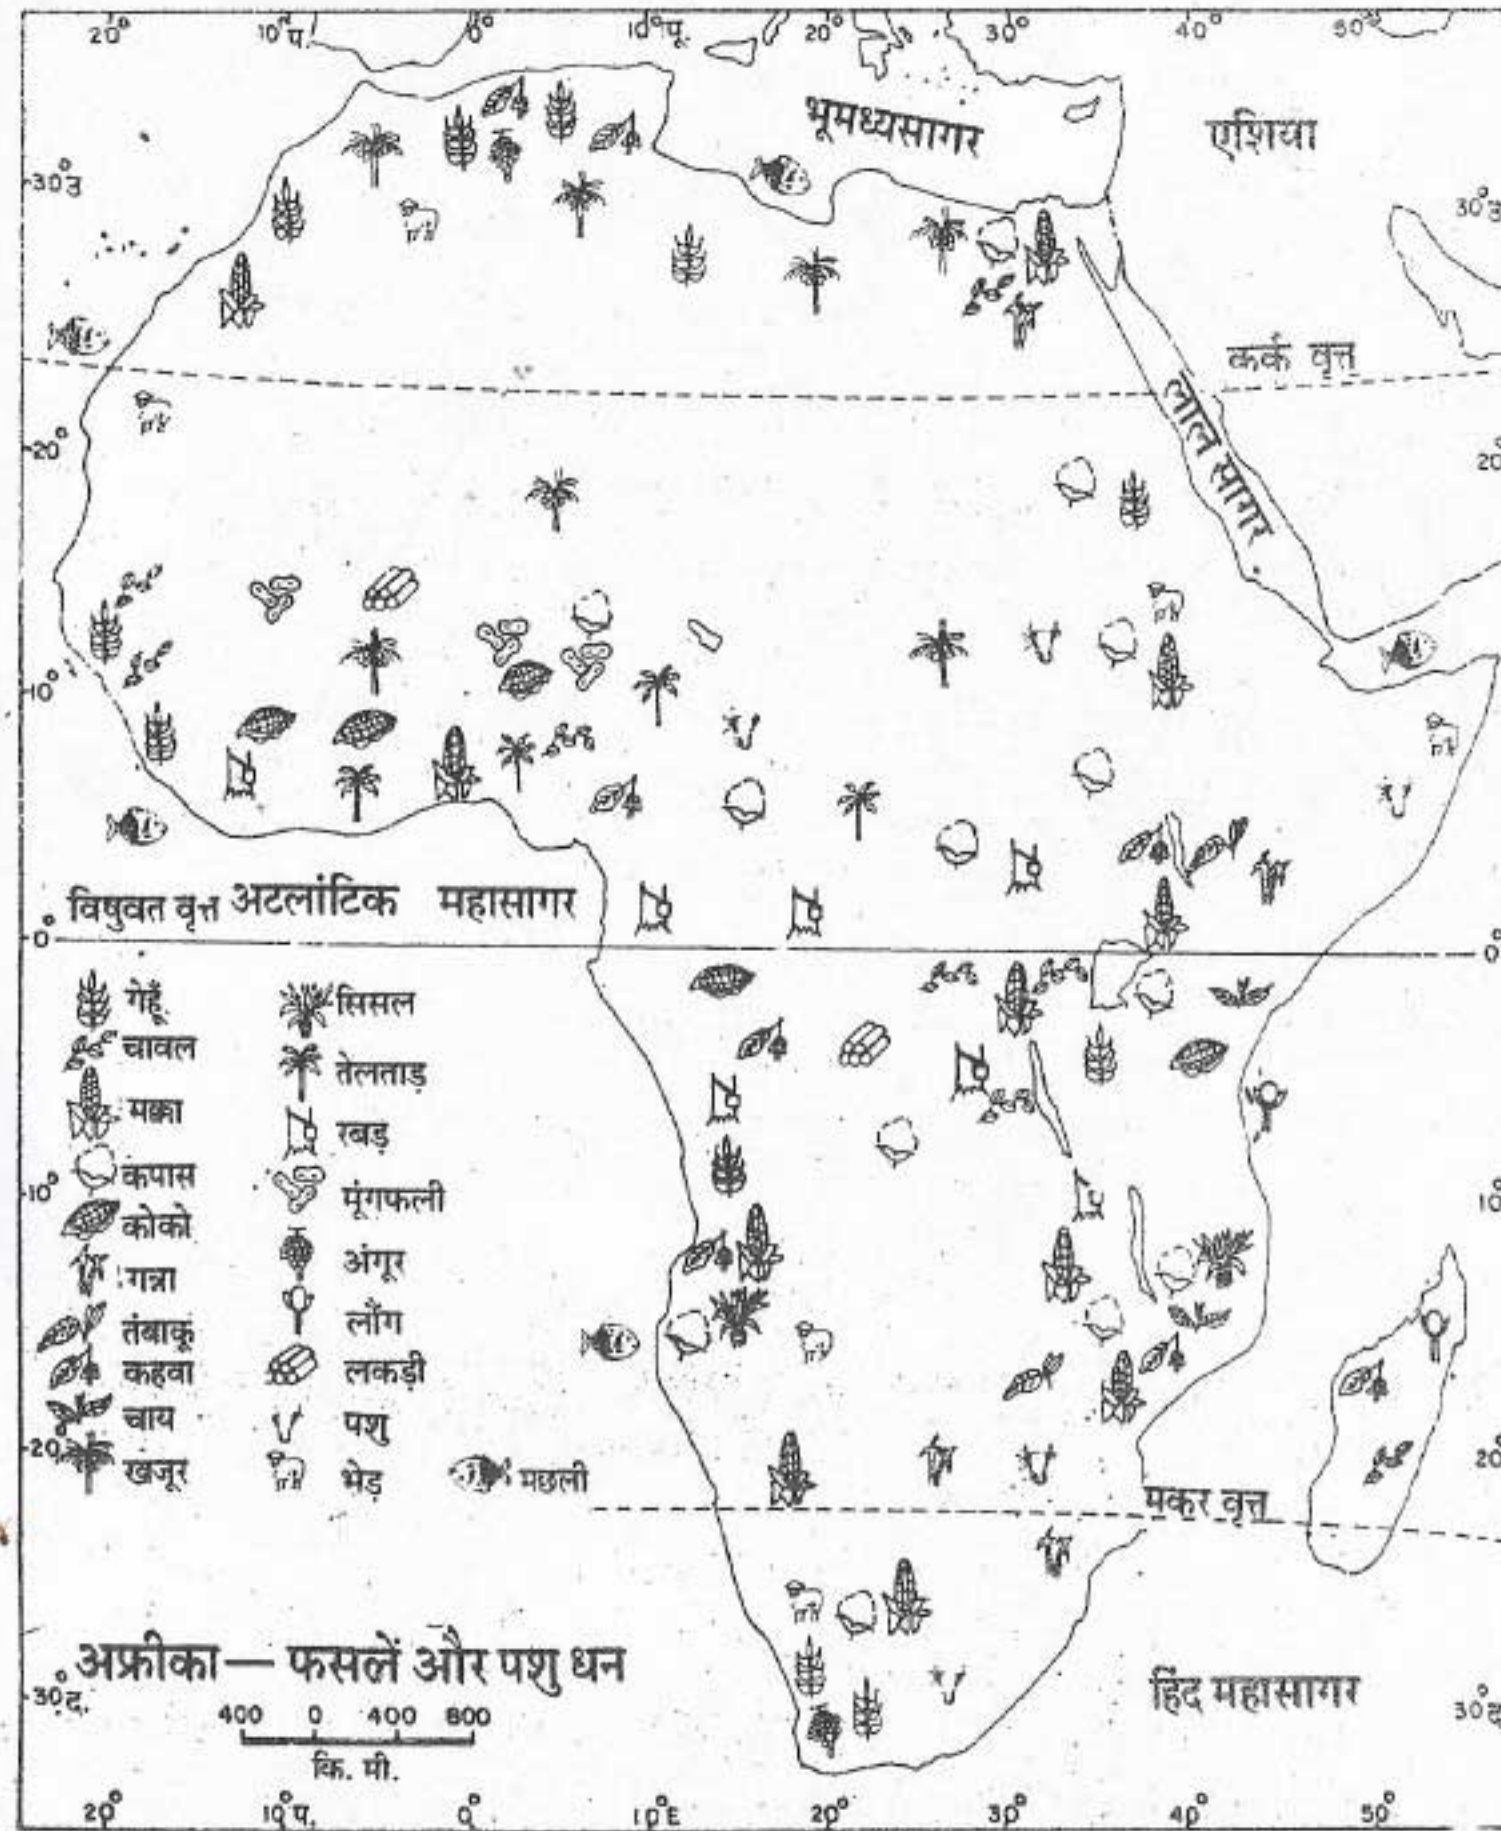 20° 10°प. 0° 10°पू. 20° 30° 40° 50°
भूमध्यसागर
एशिया
30°उ
30°उ
कर्क वृत्त
लाल सागर
20°
20°
10°
विषुवत वृत्त अटलांटिक महासागर
0°
0°
गेहूँ
चावल
मक्का
कपास
कोको
गन्ना
तंबाकू
कहवा
चाय
खजूर
सिसल
तेलताड़
रबड़
मूंगफली
अंगूर
लौंग
लकड़ी
पशु
भेड़
मछली
10°
10°
20°
20°
मकर वृत्त
अफ्रीका — फसलें और पशु धन
400 0 400 800
कि. मी.
हिंद महासागर
30°द.
30°द
20° 10°प. 0° 10°E 20° 30° 40° 50°